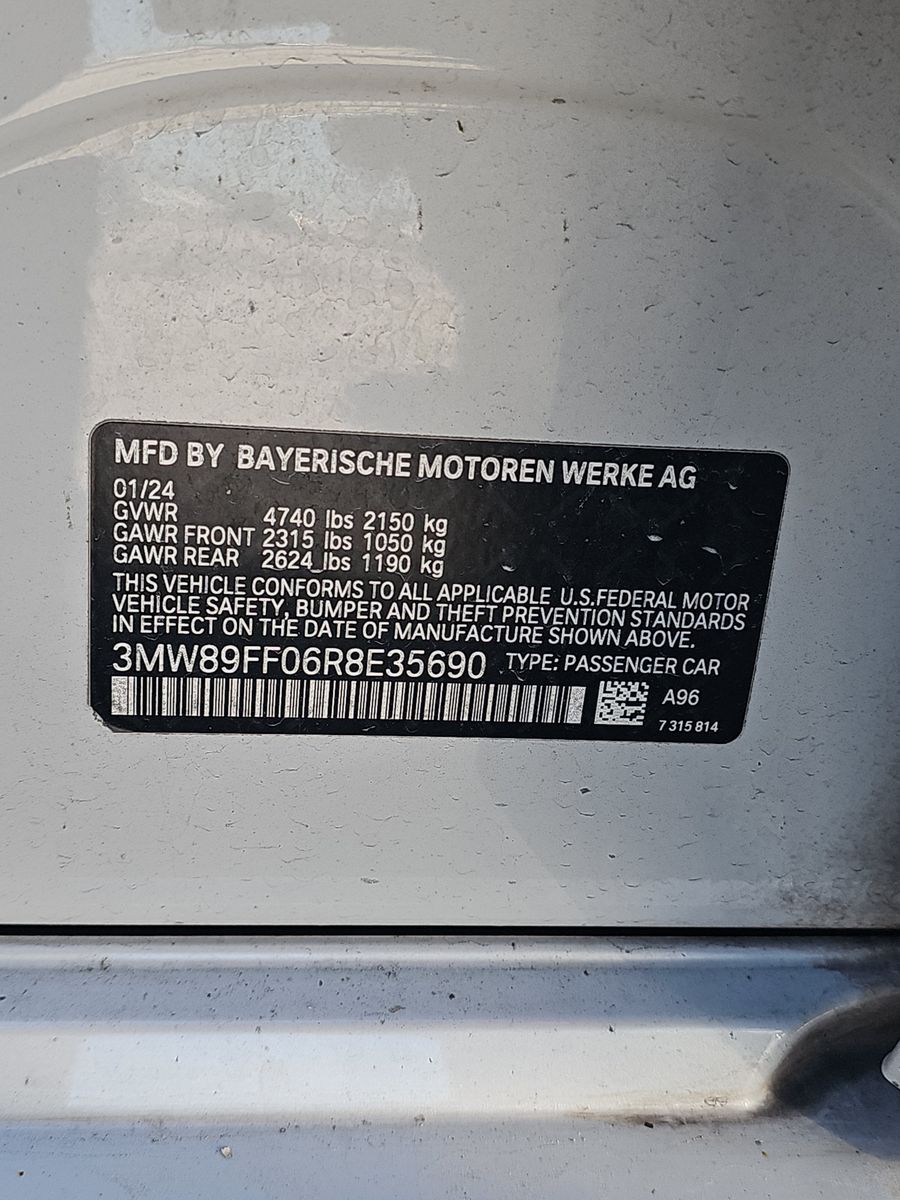 MFD BY BAYERISCHE MOTOREN WERKE AG
01/24
GVWR 4740 lbs 2150 kg
GAWR FRONT 2315 lbs 1050 kg
GAWR REAR 2624 lbs 1190 kg
THIS VEHICLE CONFORMS TO ALL APPLICABLE U.S.FEDERAL MOTOR
VEHICLE SAFETY, BUMPER AND THEFT PREVENTION STANDARDS
IN EFFECT ON THE DATE OF MANUFACTURE SHOWN ABOVE.
3MW89FF06R8E35690 TYPE: PASSENGER CAR
A96
7 315 814